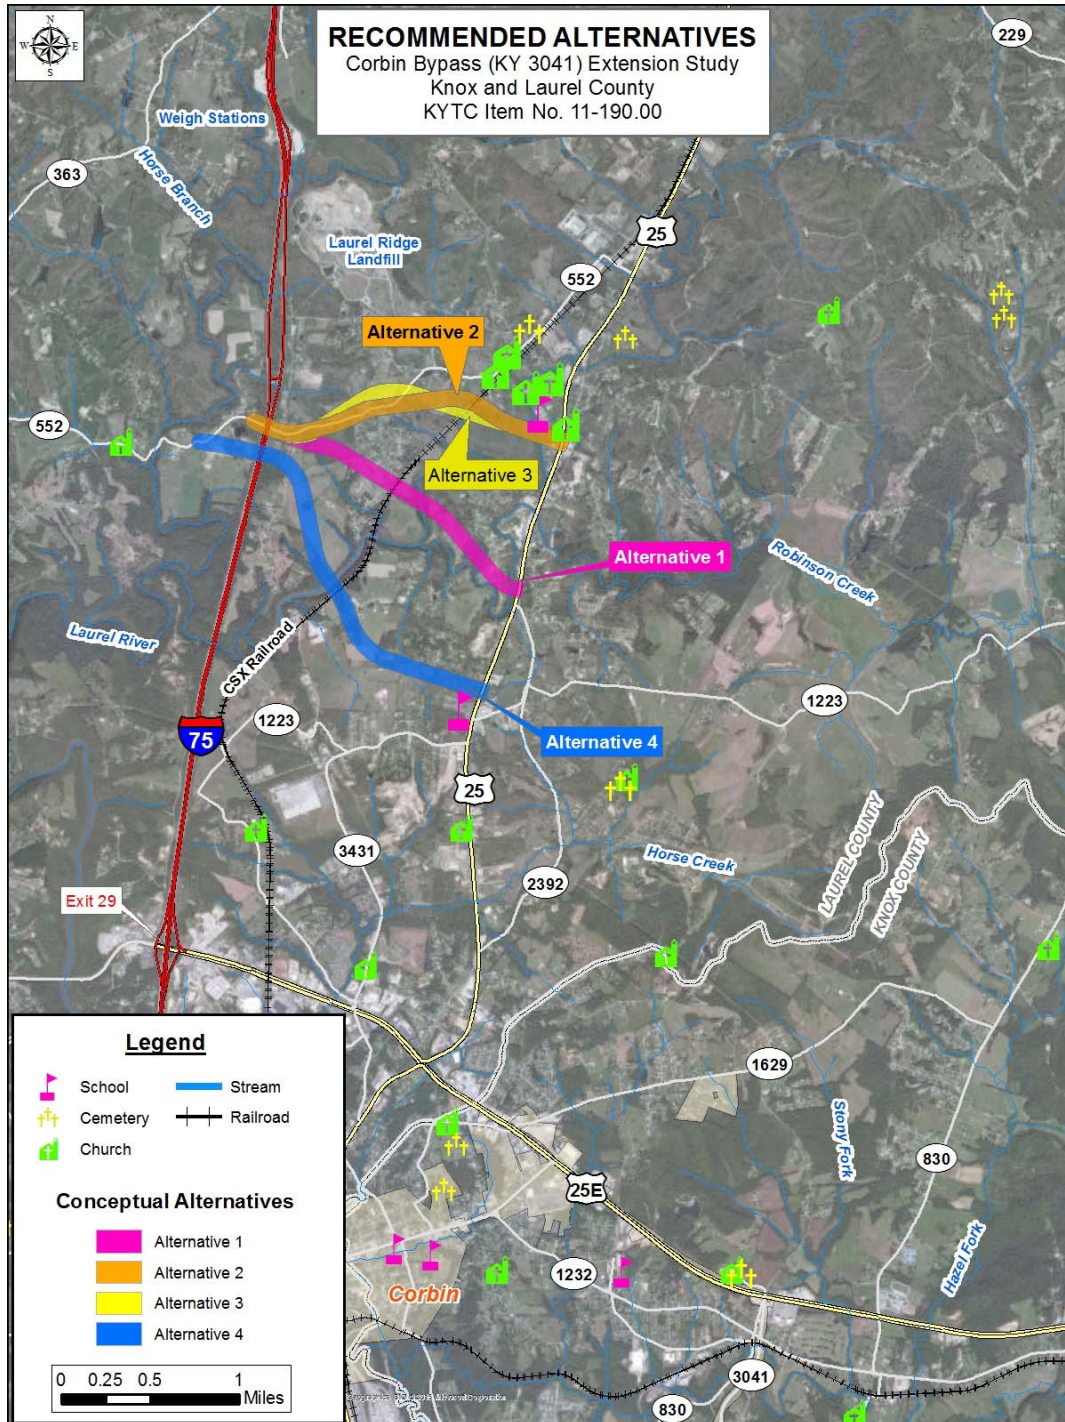 N
W
E
S
RECOMMENDED ALTERNATIVES
Corbin Bypass (KY 3041) Extension Study
Knox and Laurel County
KYTC Item No. 11-190.00
229
Weigh Stations
363
Horse Branch
25
Laurel Ridge
Landfill
552
Alternative 2
552
Alternative 3
Alternative 1
Robinson Creek
Laurel River
CSX Railroad
1223
1223
75
Alternative 4
25
LAUREL COUNTY
KNOX COUNTY
3431
Horse Creek
2392
Exit 29
1629
Stony Fork
830
25E
Hazel Fork
1232
Corbin
3041
830
Legend
School
Stream
Cemetery
Railroad
Church
Conceptual Alternatives
Alternative 1
Alternative 2
Alternative 3
Alternative 4
0 0.25 0.5 1
Miles